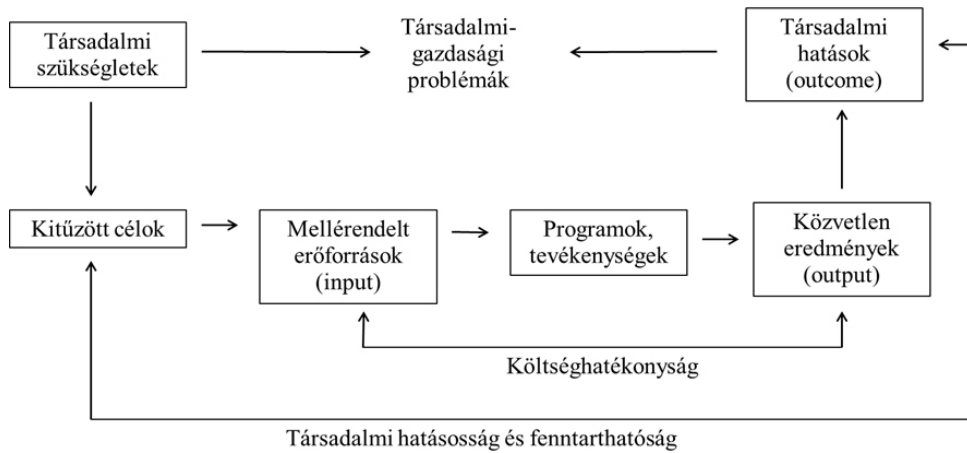 Társadalmi
szükségletek
Társadalmi-
gazdasági
problémák
Társadalmi
hatások
(outcome)
Kitűzött célok
Mellérendelt
erőforrások
(input)
Programok,
tevékenységek
Közvetlen
eredmények
(output)
Költséghatékonyság
Társadalmi hatásosság és fenntarthatóság